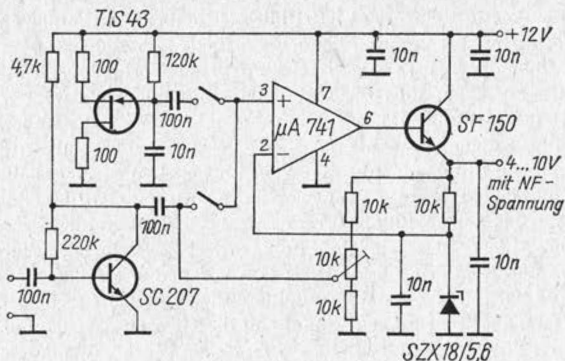 TIS43
+12V
4,7k
100
120k
10n
10n
100n
3
+
7
μA 741
6
SF 150
100
10n
2
−
4
4...10V
mit NF-
Spannung
100n
10k
10k
220k
10k
10n
10n
100n
SC 207
10k
SZX18/5,6